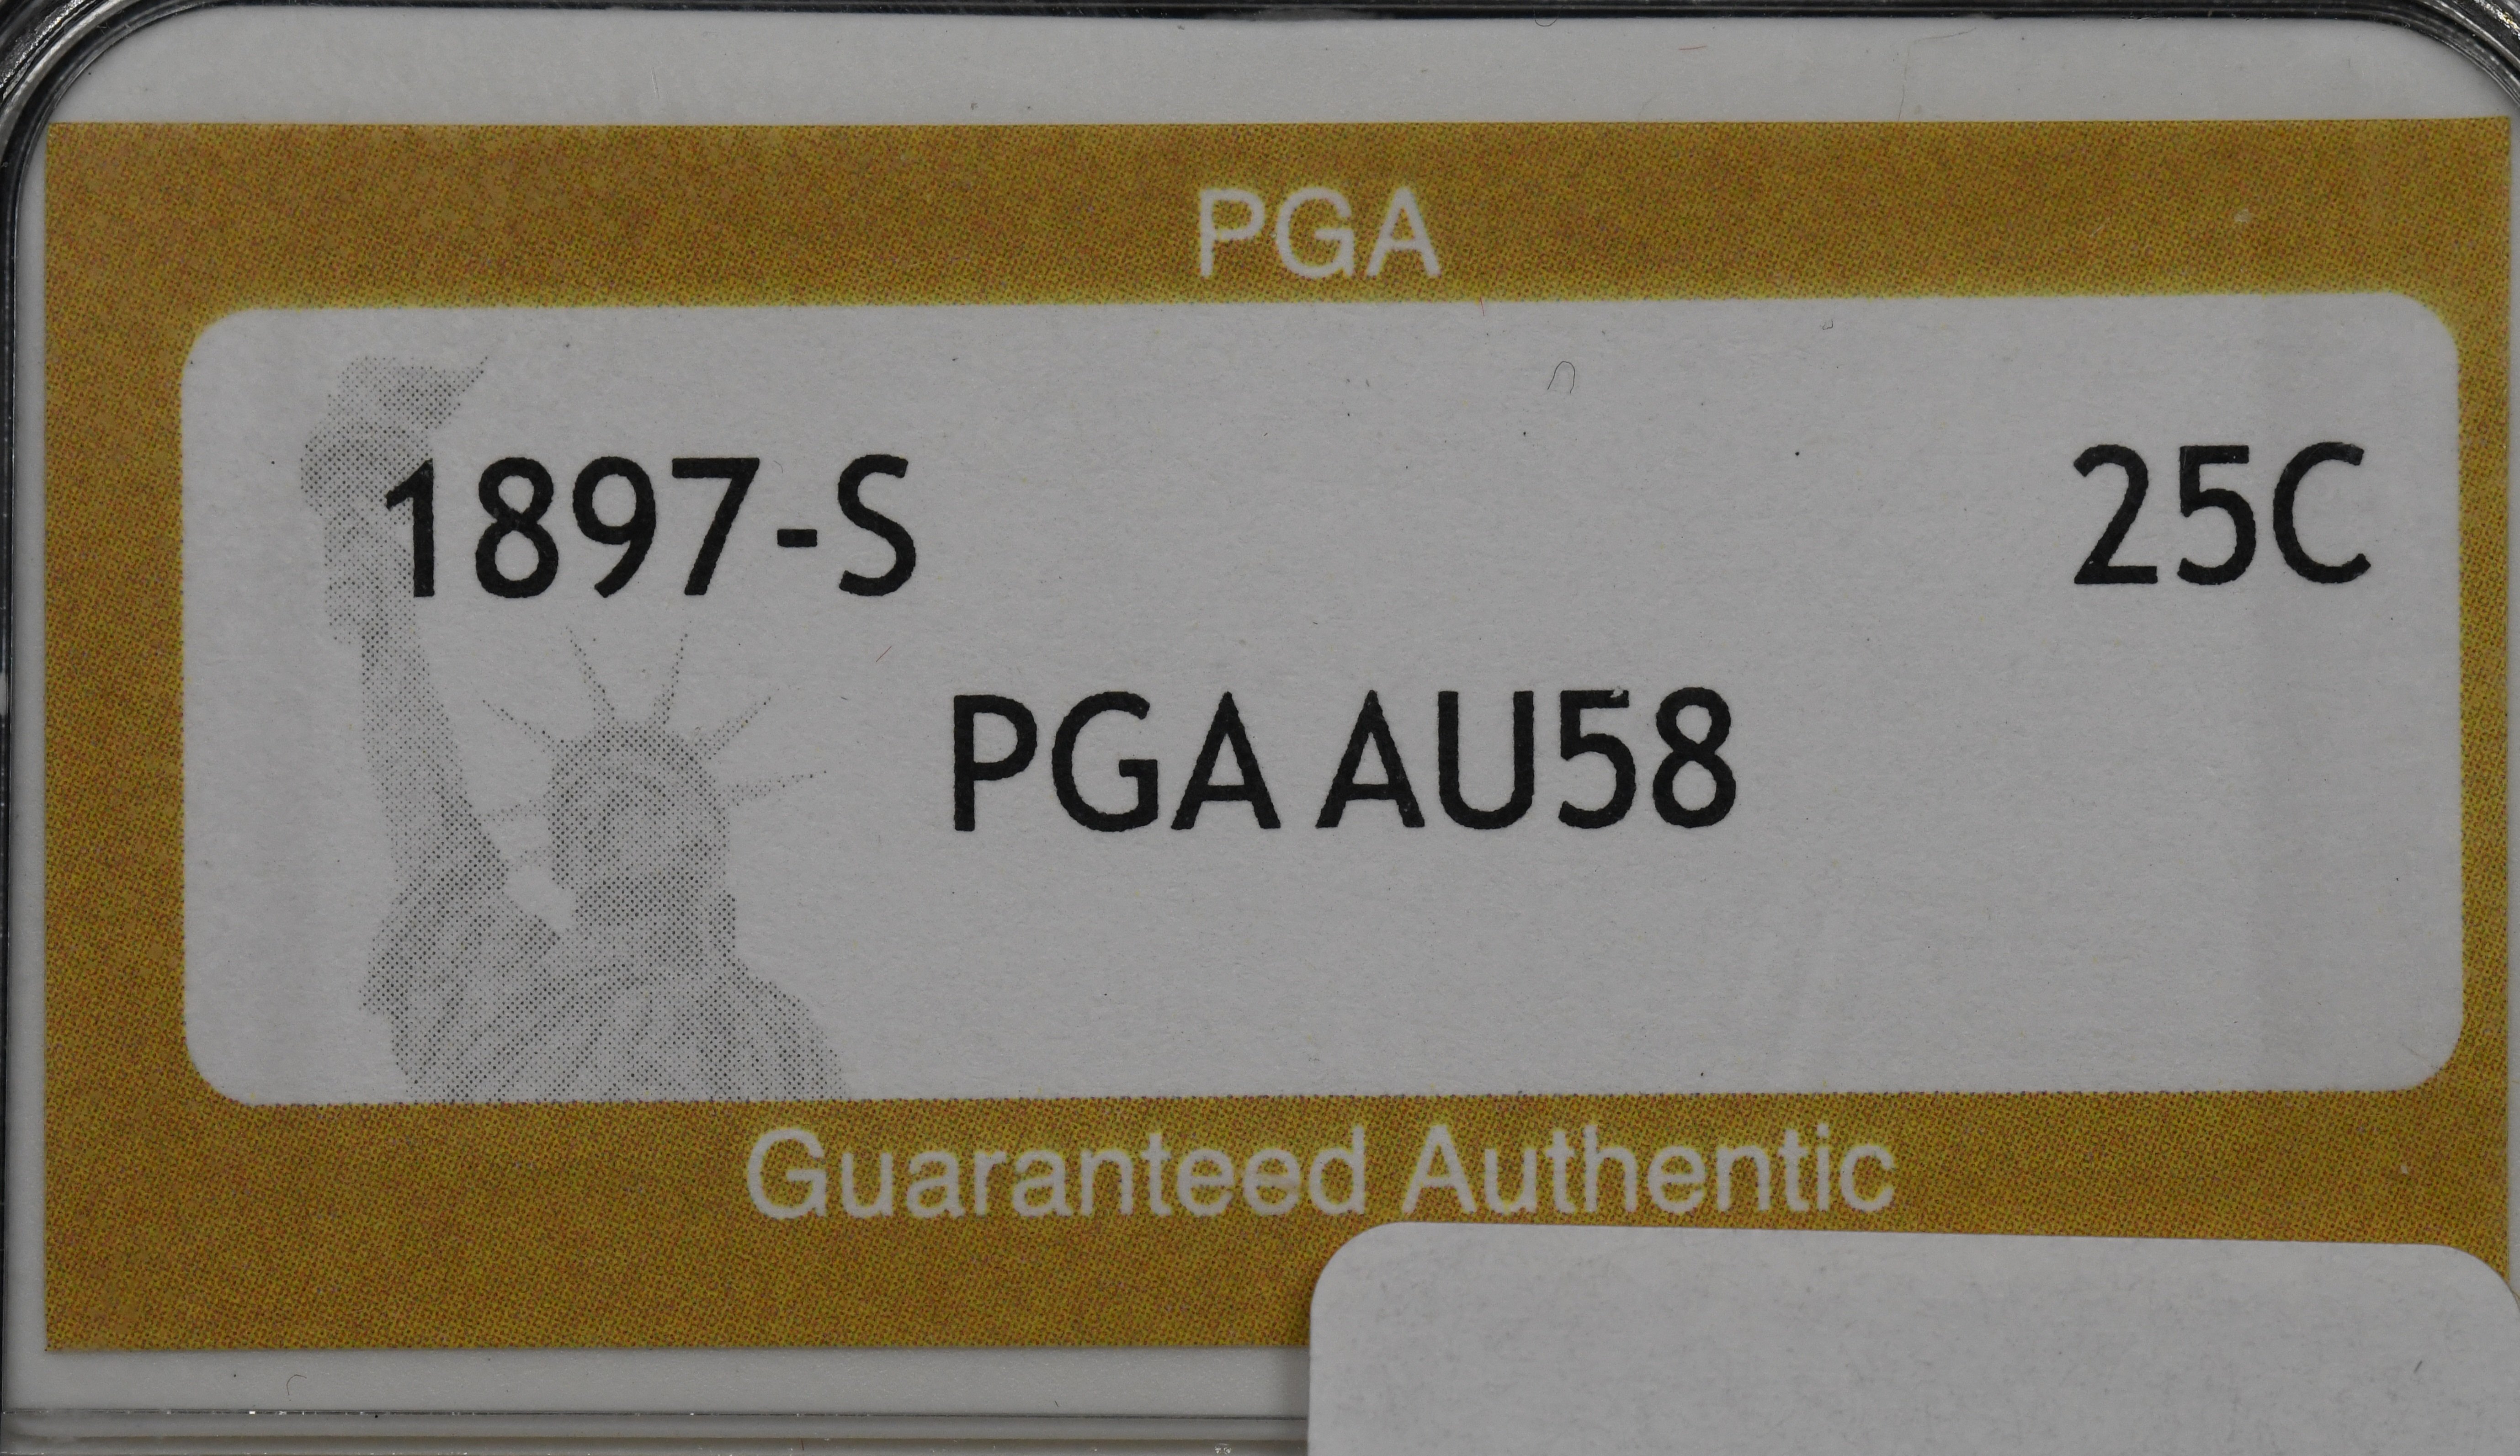 PGA
1897-S 25C
PGA AU58
Guaranteed Authentic